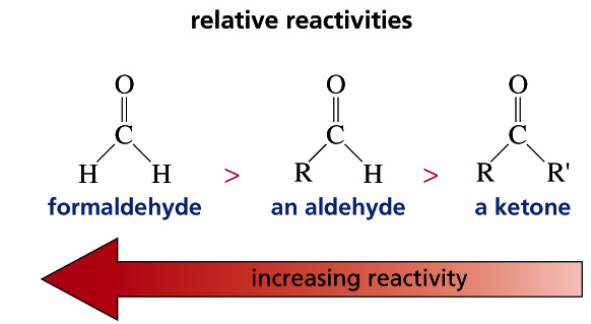 relative reactivities
O O O
C C C
H H > R H > R R'
formaldehyde an aldehyde a ketone
increasing reactivity